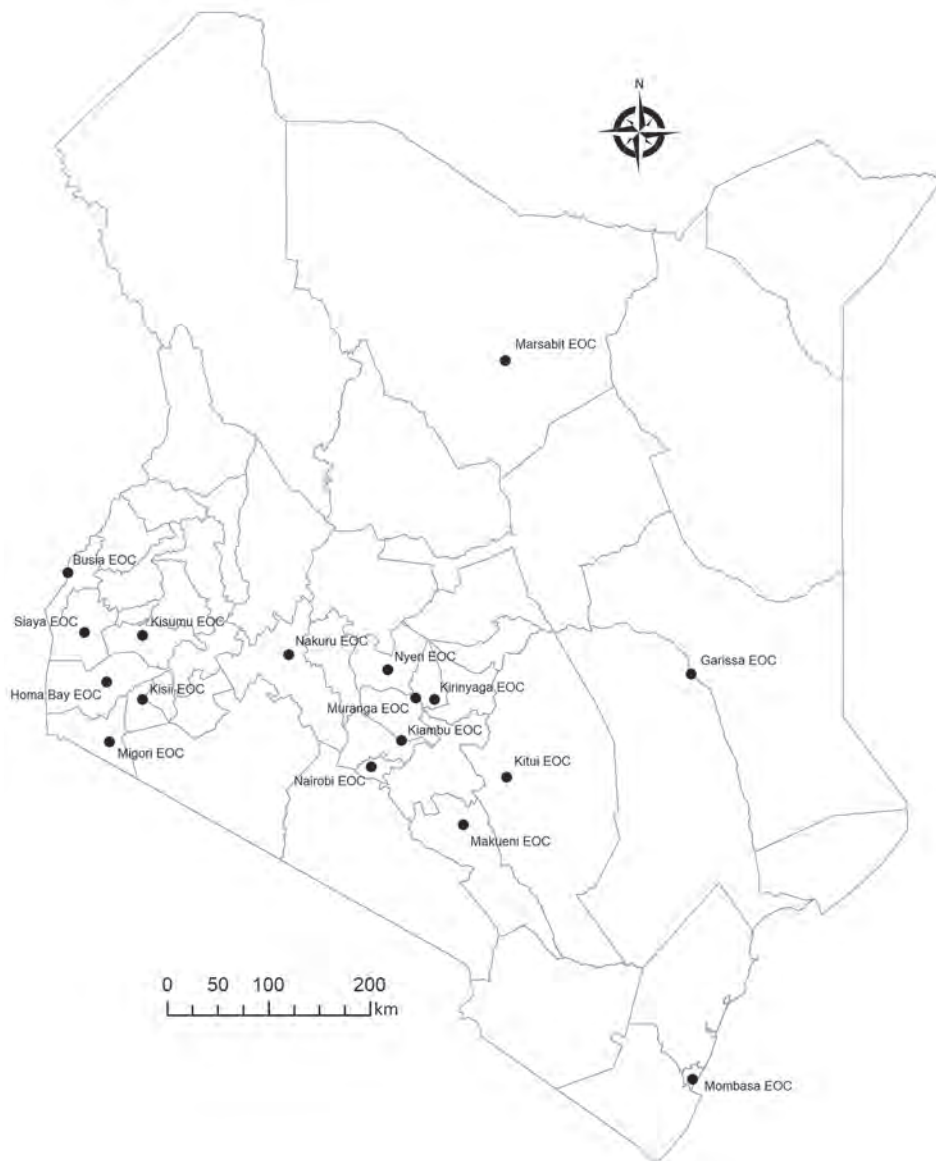 N
Marsabit EOC
Busia EOC
Siaya EOC
Kisumu EOC
Nakuru EOC
Nyeri EOC
Garissa EOC
Homa Bay EOC
Kisii EOC
Muranga EOC
Kirinyaga EOC
Migori EOC
Kiambu EOC
Nairobi EOC
Kitui EOC
Makueni EOC
0 50 100 200
km
Mombasa EOC